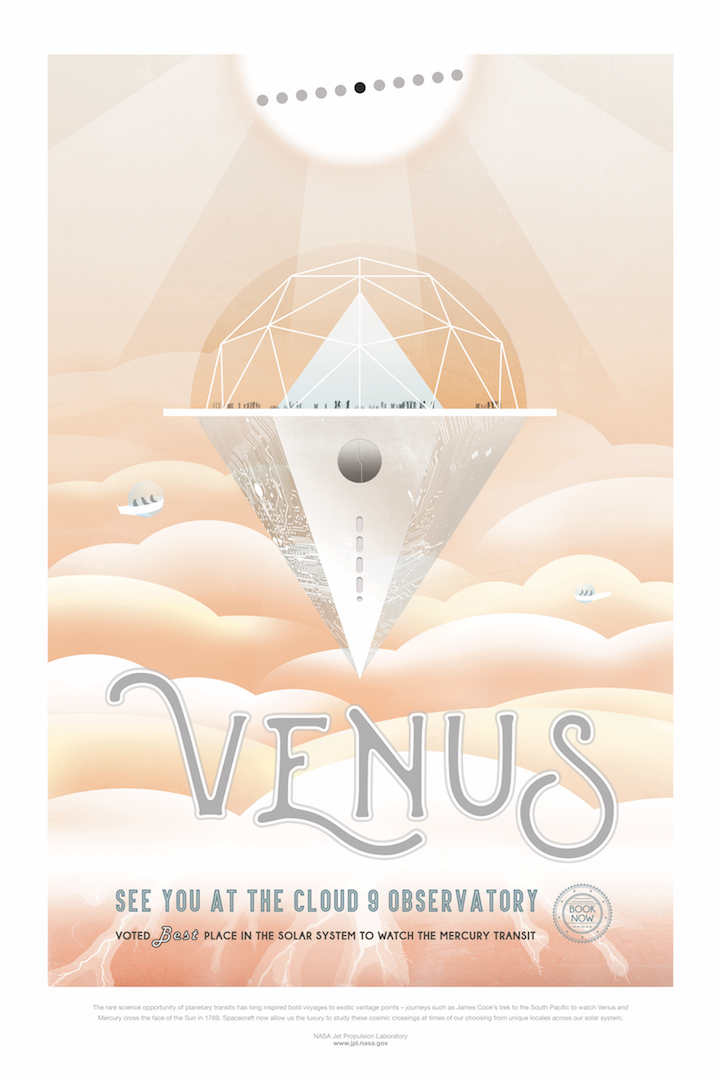 VENUS
SEE YOU AT THE CLOUD 9 OBSERVATORY
VOTED Best PLACE IN THE SOLAR SYSTEM TO WATCH THE MERCURY TRANSIT
BOOK
NOW
The rare science opportunity of planetary transits has long inspired bold voyages to exotic vantage points – journeys such as James Cook's trek to the South Pacific to watch Venus and
Mercury cross the face of the Sun in 1769. Spacecraft now allow us the luxury to study these cosmic crossings at times of our choosing from unique locales across our solar system.
NASA Jet Propulsion Laboratory
www.jpl.nasa.gov